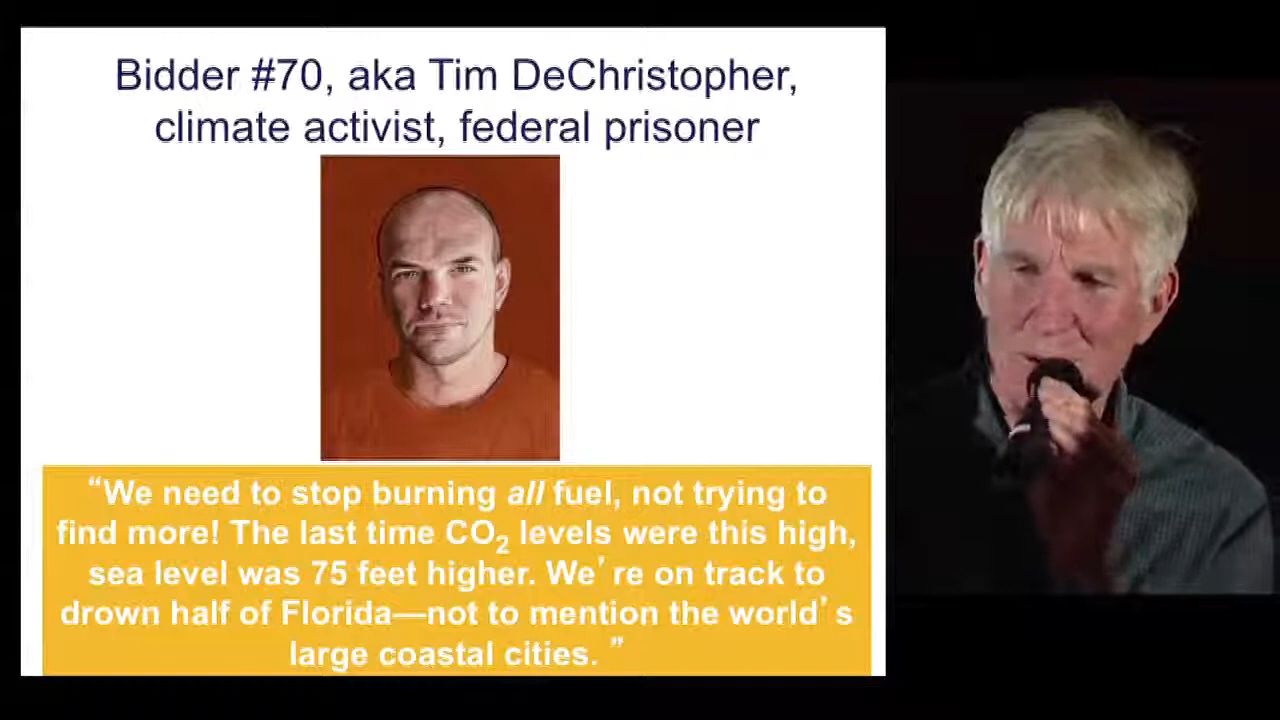 Bidder #70, aka Tim DeChristopher,
climate activist, federal prisoner
“We need to stop burning all fuel, not trying to
find more! The last time CO₂ levels were this high,
sea level was 75 feet higher. We’ re on track to
drown half of Florida—not to mention the world’ s
large coastal cities. ”